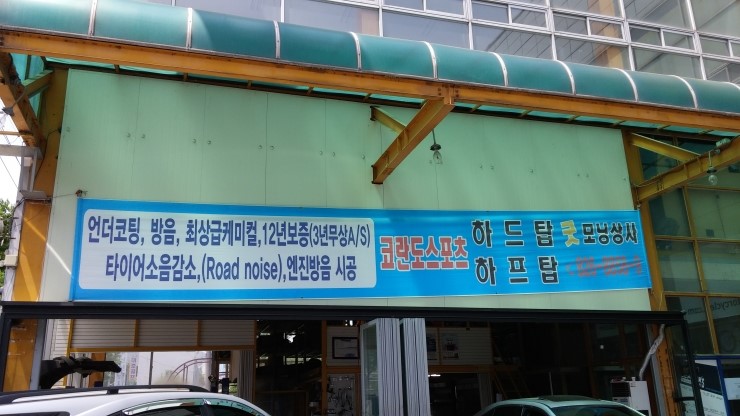 언더코팅, 방음, 최상급케미컬,12년보증(3년무상A/S)
타이어소음감소,(Road noise),엔진방음 시공
코란도스포츠
하드탑
하프탑
굿모닝상사